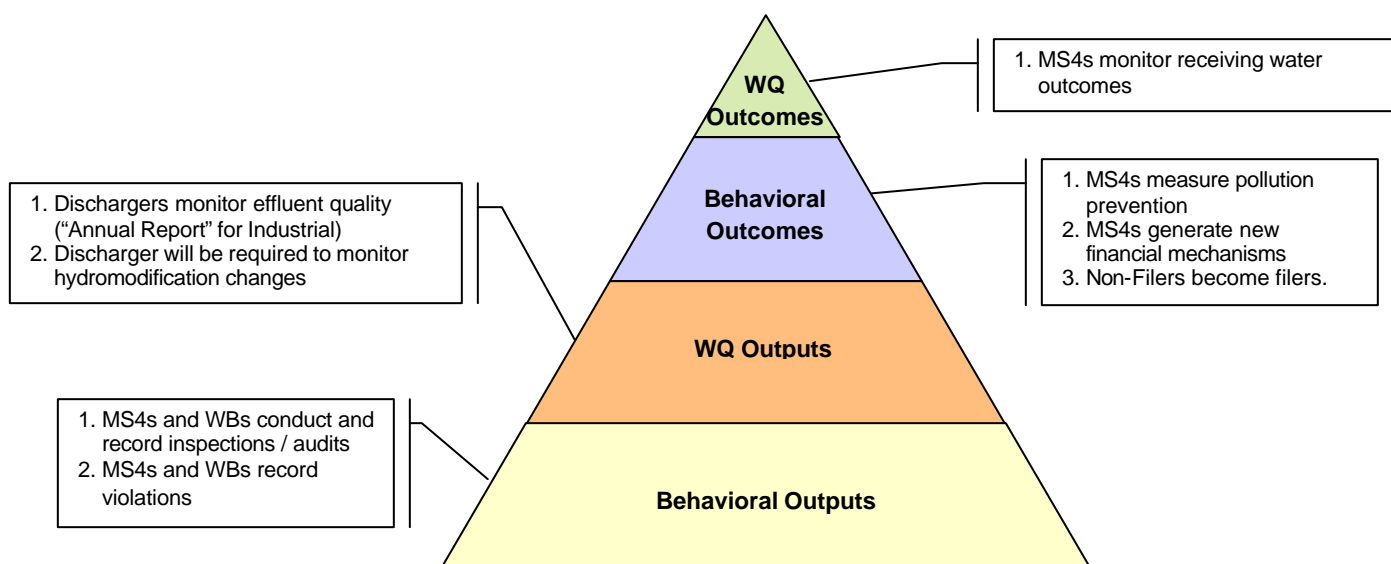 WQ
Outcomes
1. MS4s monitor receiving water
outcomes
Behavioral
Outcomes
1. MS4s measure pollution
prevention
2. MS4s generate new
financial mechanisms
3. Non-Filers become filers.
1. Dischargers monitor effluent quality
(“Annual Report” for Industrial)
2. Discharger will be required to monitor
hydromodification changes
WQ Outputs
1. MS4s and WBs conduct and
record inspections / audits
2. MS4s and WBs record
violations
Behavioral Outputs